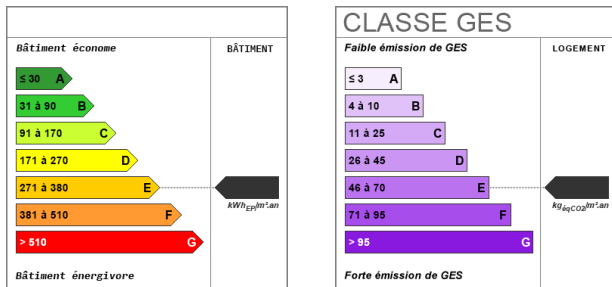 Bâtiment économe
BÂTIMENT
≤ 30 A
31 à 90 B
91 à 170 C
171 à 270 D
271 à 380 E
kWhEP/m².an
381 à 510 F
> 510 G
Bâtiment énergivore
CLASSE GES
Faible émission de GES
LOGEMENT
≤ 3 A
4 à 10 B
11 à 25 C
26 à 45 D
46 à 70 E
kgéqCO2/m².an
71 à 95 F
> 95 G
Forte émission de GES